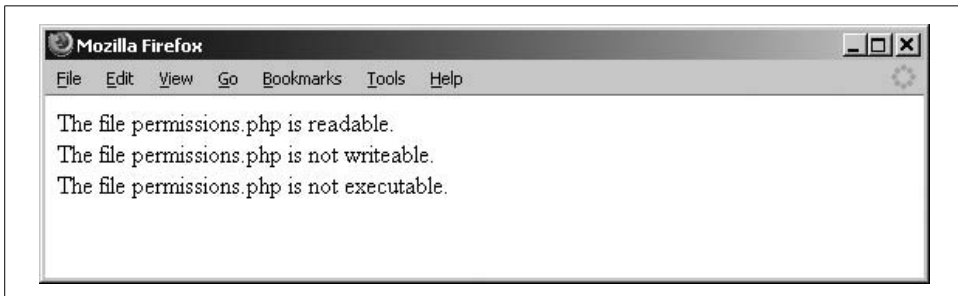 Mozilla Firefox
File Edit View Go Bookmarks Tools Help
The file permissions.php is readable.
The file permissions.php is not writeable.
The file permissions.php is not executable.